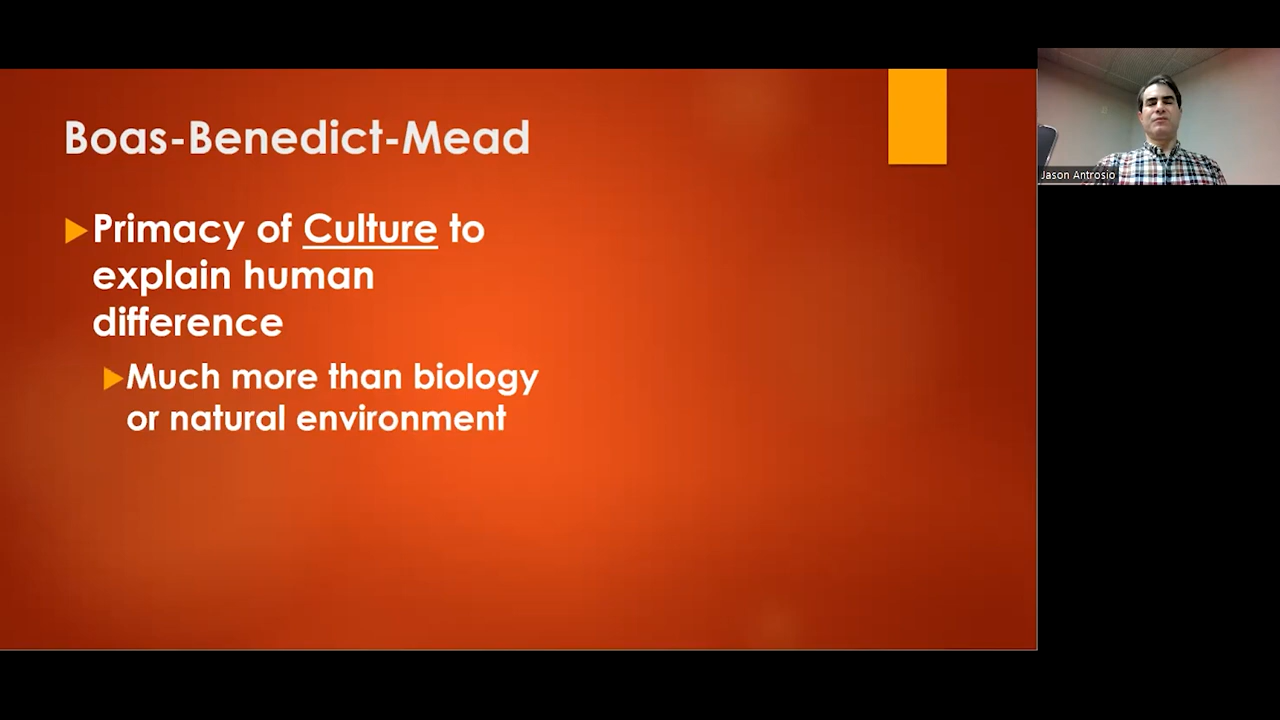 Boas-Benedict-Mead
Primacy of Culture to
explain human
difference
Much more than biology
or natural environment
Jason Antrosio